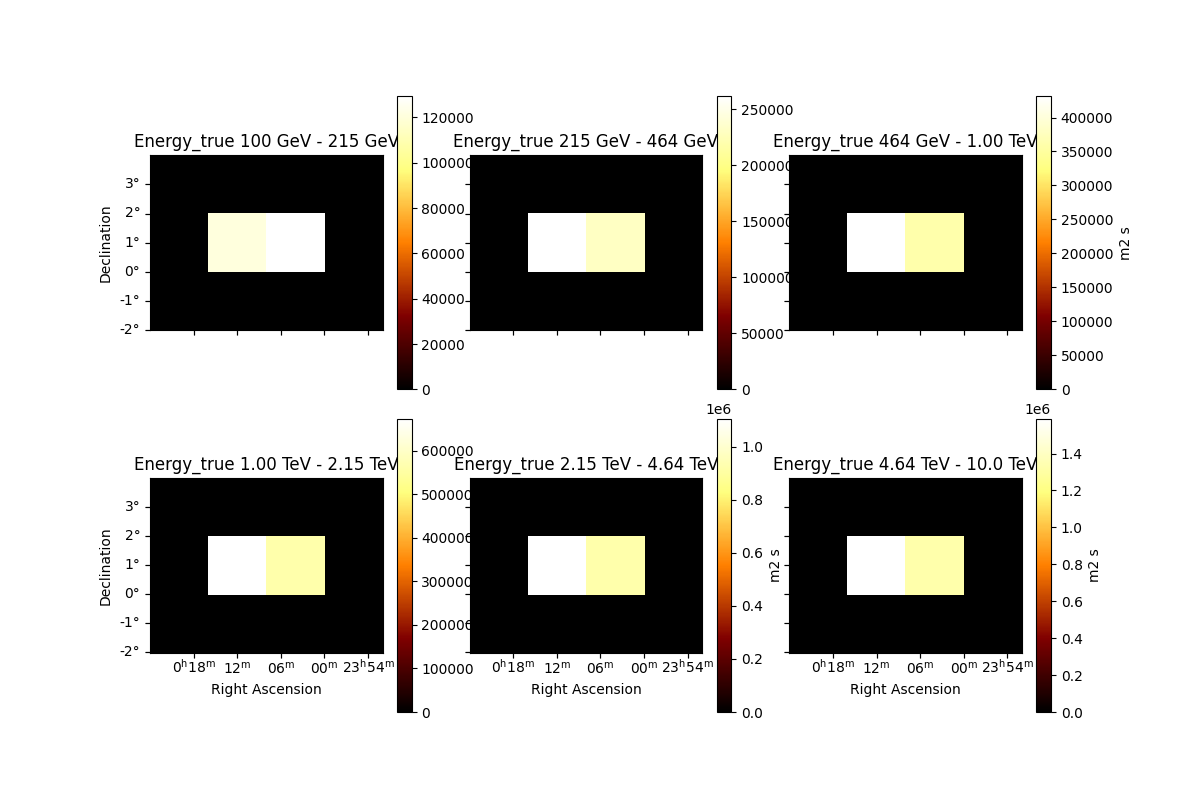 Energy_true 100 GeV - 215 GeV
Declination
3°
2°
1°
0°
-1°
-2°
120000
100000
80000
60000
40000
20000
0
Energy_true 215 GeV - 464 GeV
250000
200000
150000
100000
50000
0
Energy_true 464 GeV - 1.00 TeV
400000
350000
300000
250000
200000
150000
100000
50000
0
m2 s
Energy_true 1.00 TeV - 2.15 TeV
Declination
3°
2°
1°
0°
-1°
-2°
0h18m 12m 06m 00m 23h54m
Right Ascension
600000
500000
400000
300000
200000
100000
0
Energy_true 2.15 TeV - 4.64 TeV
0h18m 12m 06m 00m 23h54m
Right Ascension
1e6
1.0
0.8
0.6
0.4
0.2
0.0
m2 s
Energy_true 4.64 TeV - 10.0 TeV
0h18m 12m 06m 00m 23h54m
Right Ascension
1e6
1.4
1.2
1.0
0.8
0.6
0.4
0.2
0.0
m2 s